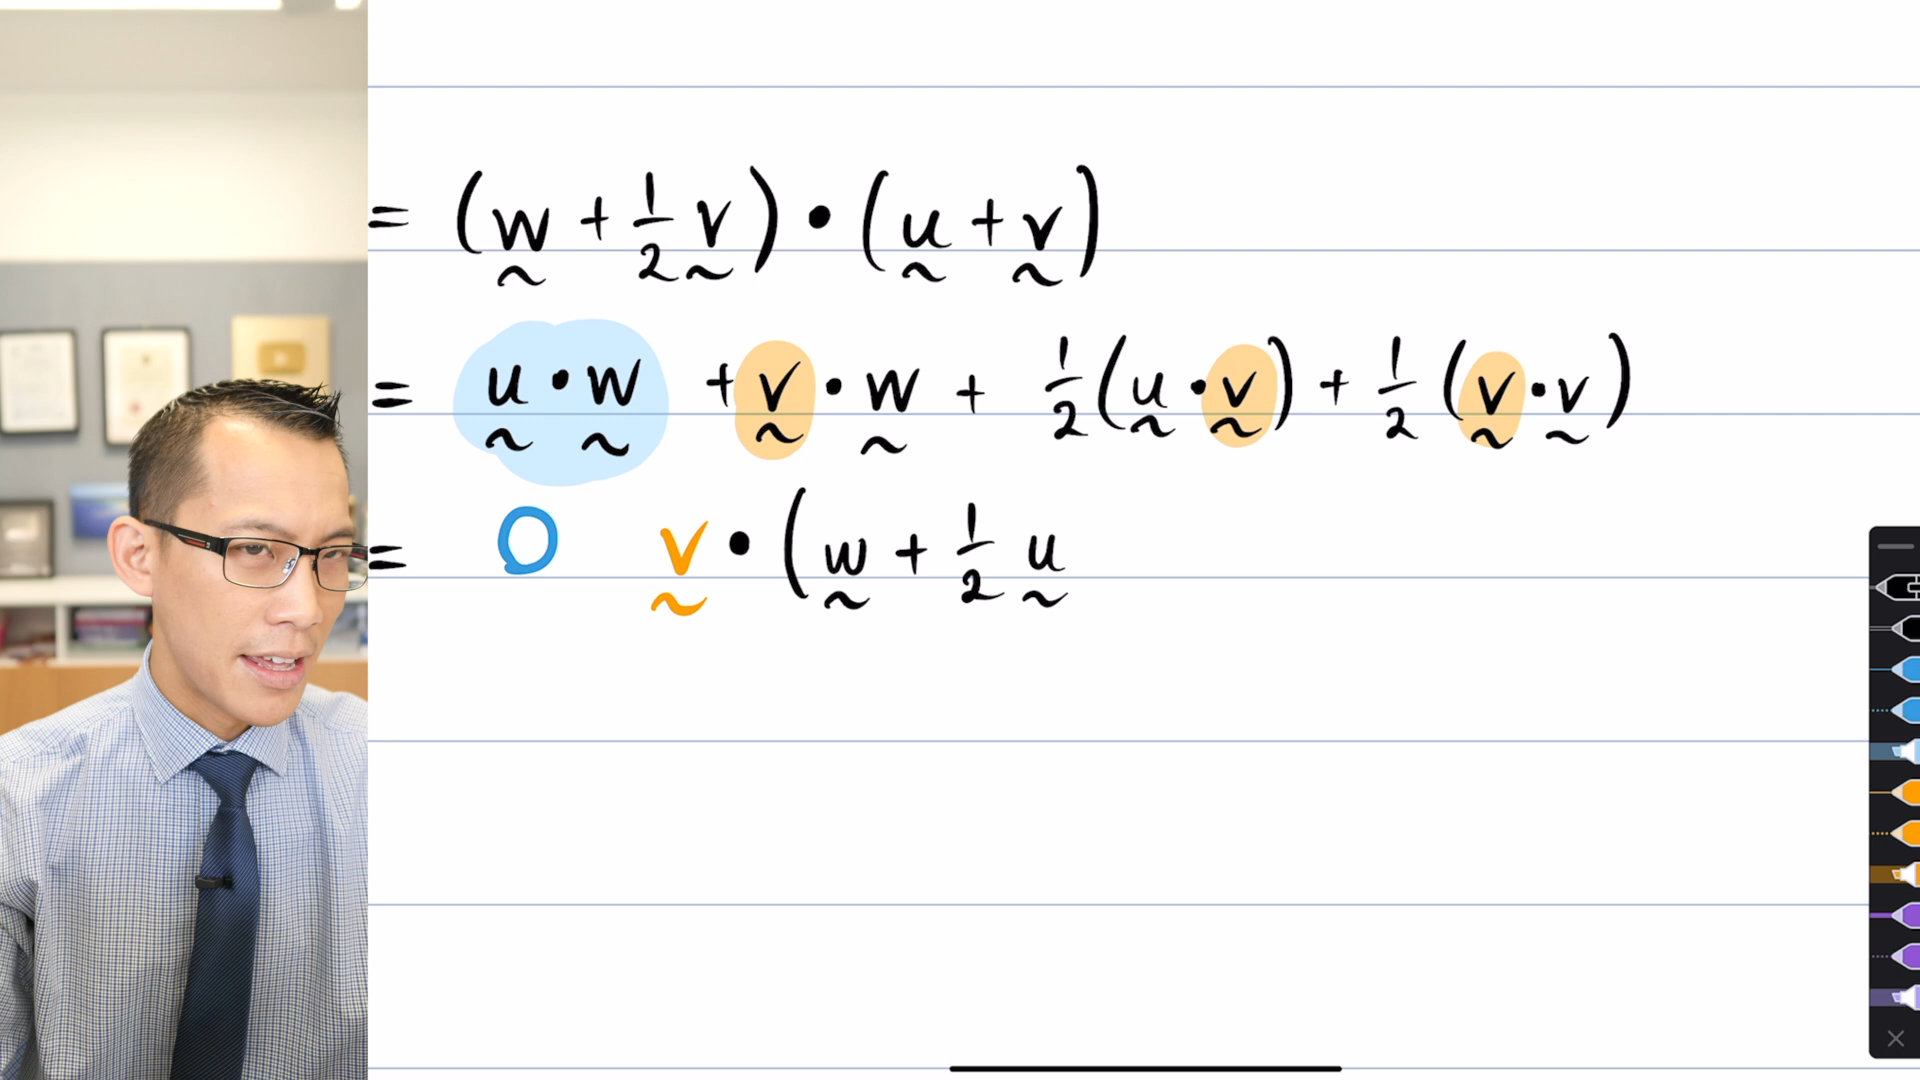 = (w + 1/2 v) • (u + v)
= u • w + v • w + 1/2 (u • v) + 1/2 (v • v)
= 0 v • (w + 1/2 u